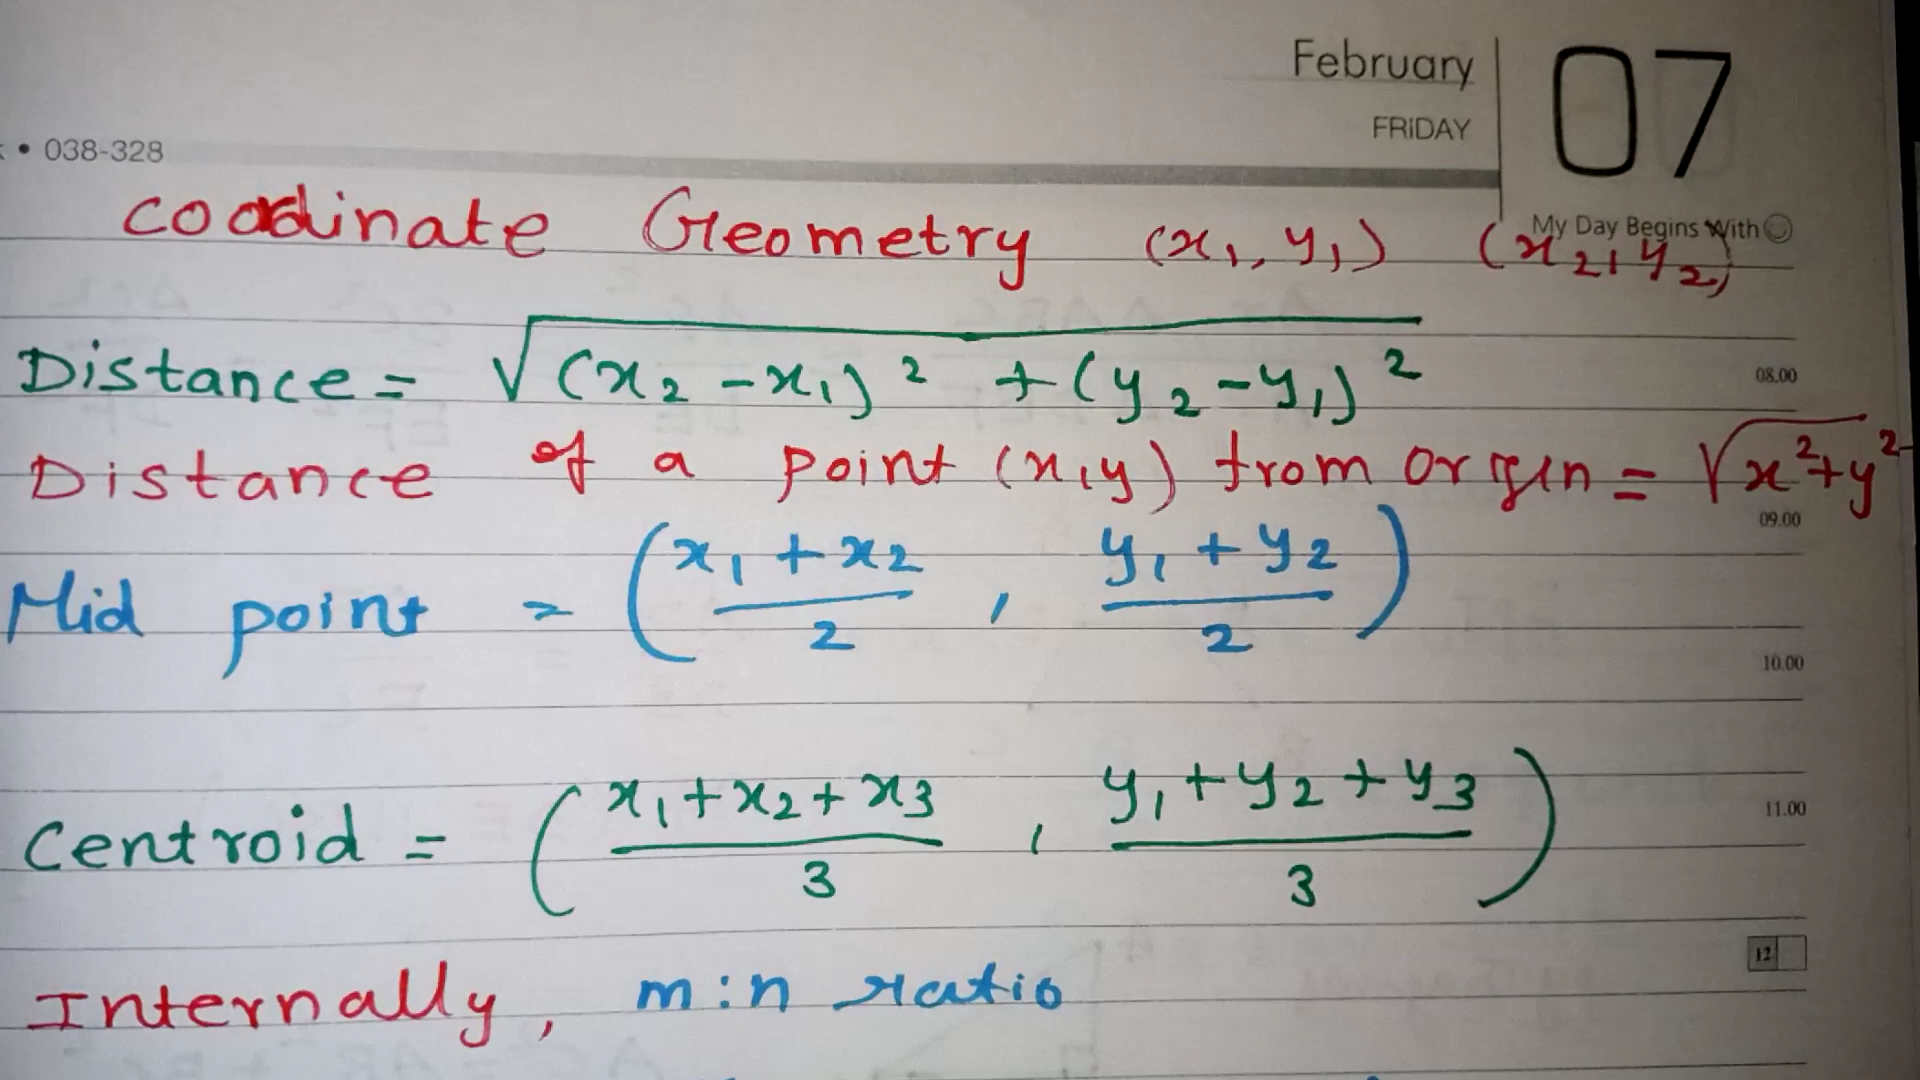 February
FRIDAY
07
• 038-328
My Day Begins With
Coordinate Geometry (x₁, y₁) (x₂, y₂)
Distance = √(x₂ - x₁)² + (y₂ - y₁)²
08.00
Distance of a point (x,y) from origin = √x²+y²
09.00
Mid point = (x₁ + x₂ / 2 , y₁ + y₂ / 2)
10.00
Centroid = (x₁ + x₂ + x₃ / 3 , y₁ + y₂ + y₃ / 3)
11.00
12
Internally, m:n ratio